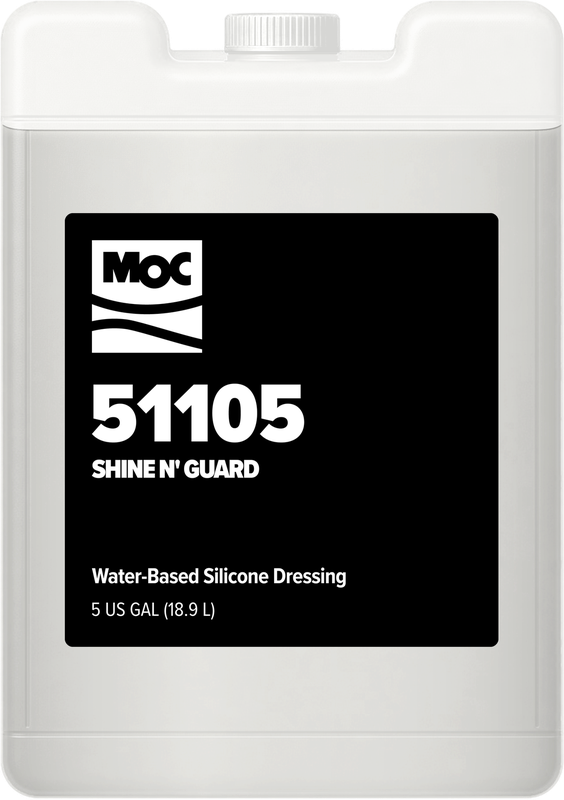 MOC
51105
SHINE N' GUARD
Water-Based Silicone Dressing
5 US GAL (18.9 L)